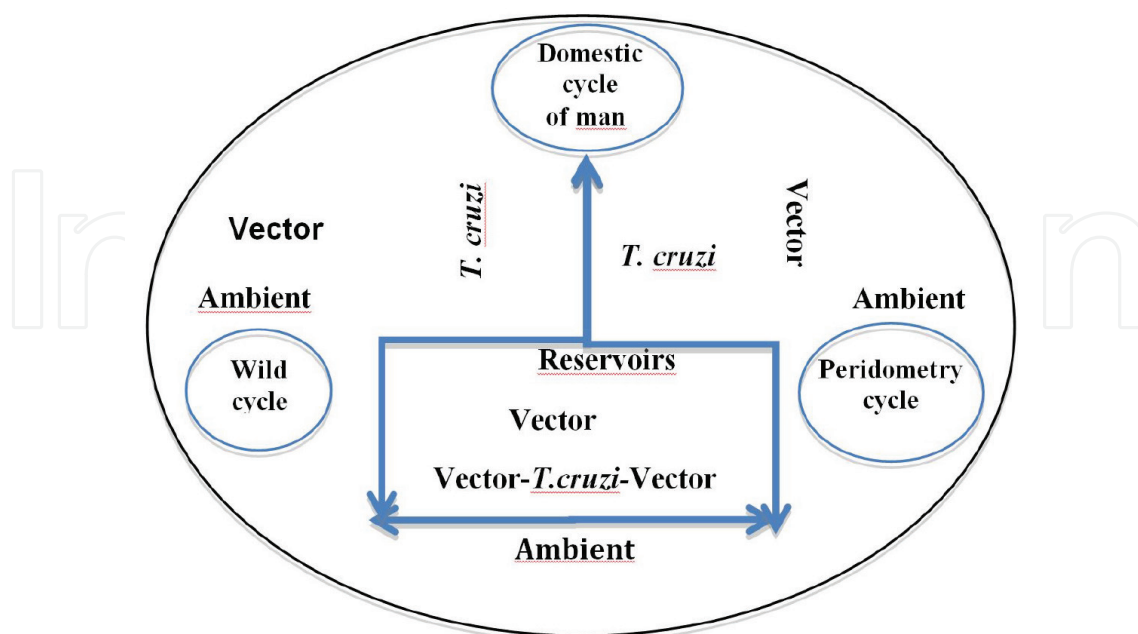 Domestic
cycle
of man
T. cruzi
Vector
Vector
T. cruzi
Ambient
Ambient
Wild
cycle
Reservoirs
Peridometry
cycle
Vector
Vector-T.cruzi-Vector
Ambient